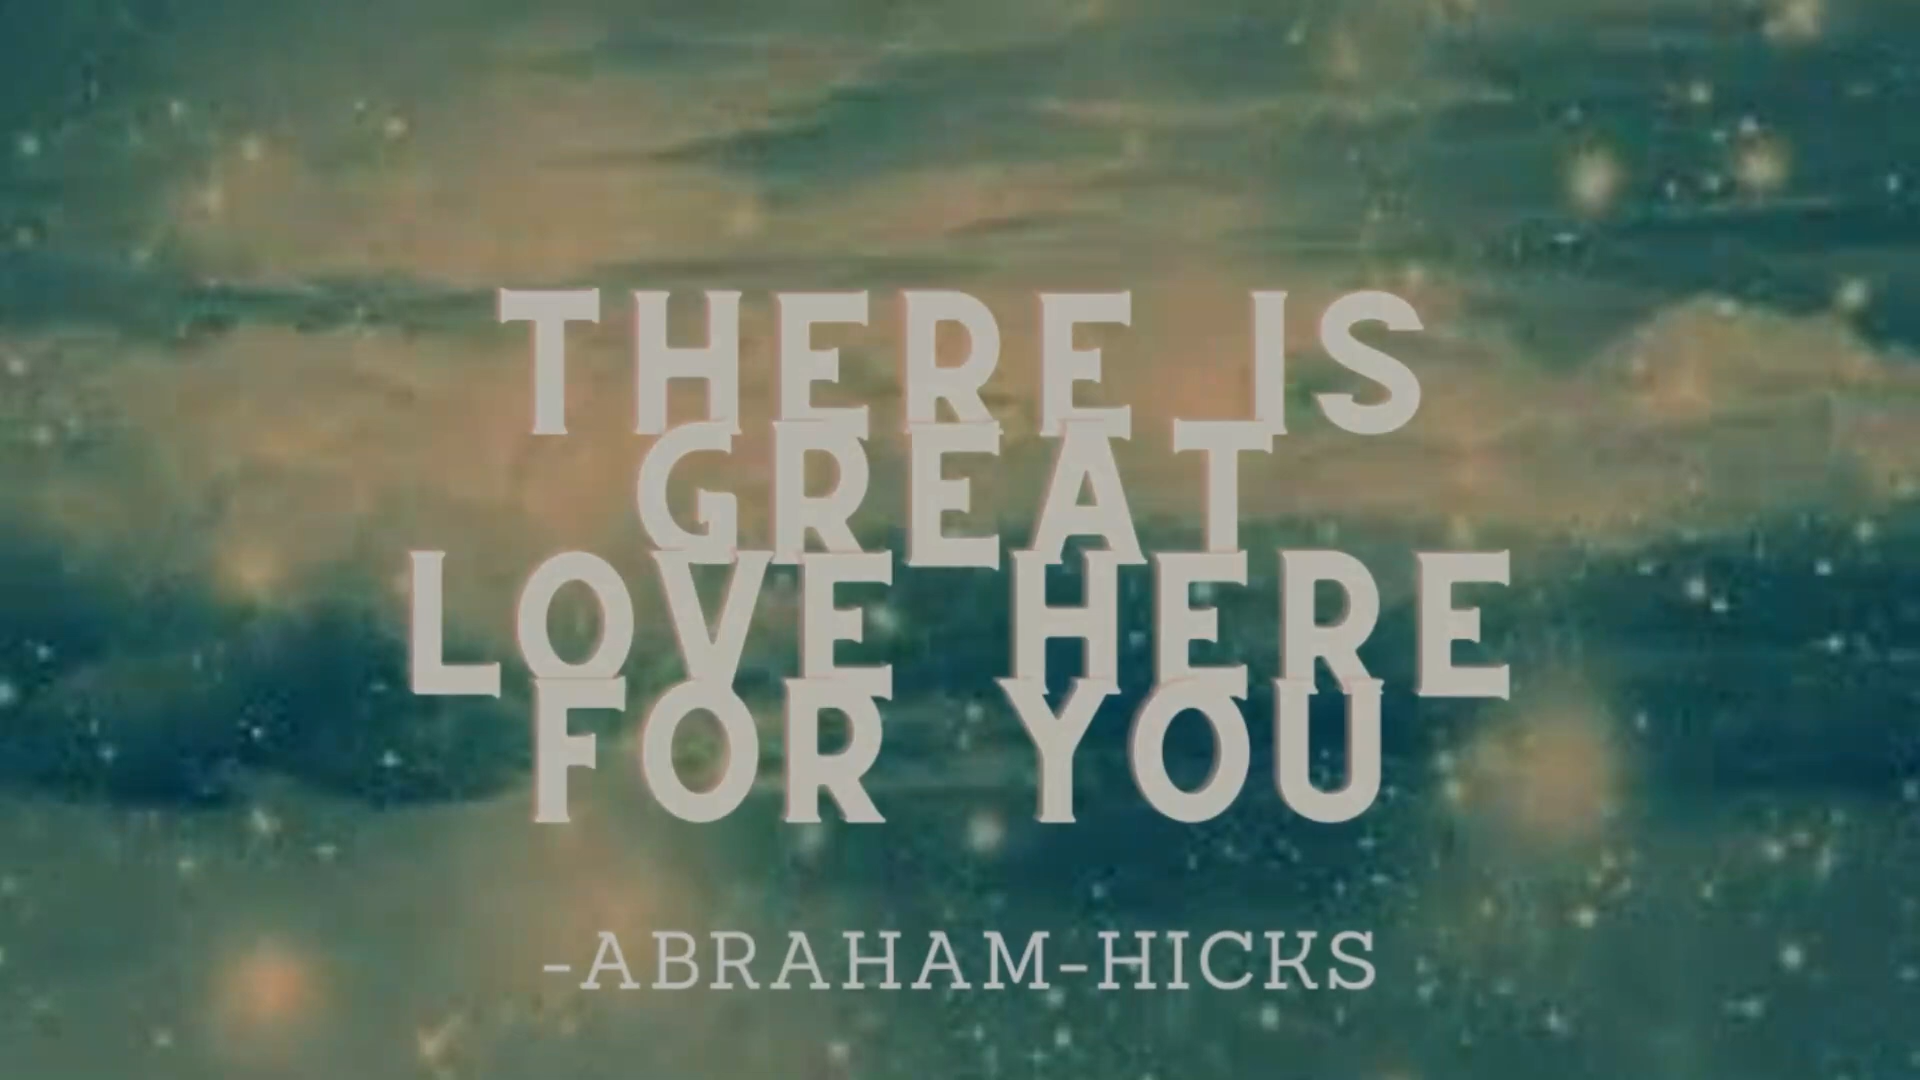 THERE IS
GREAT
LOVE HERE
FOR YOU
-ABRAHAM-HICKS